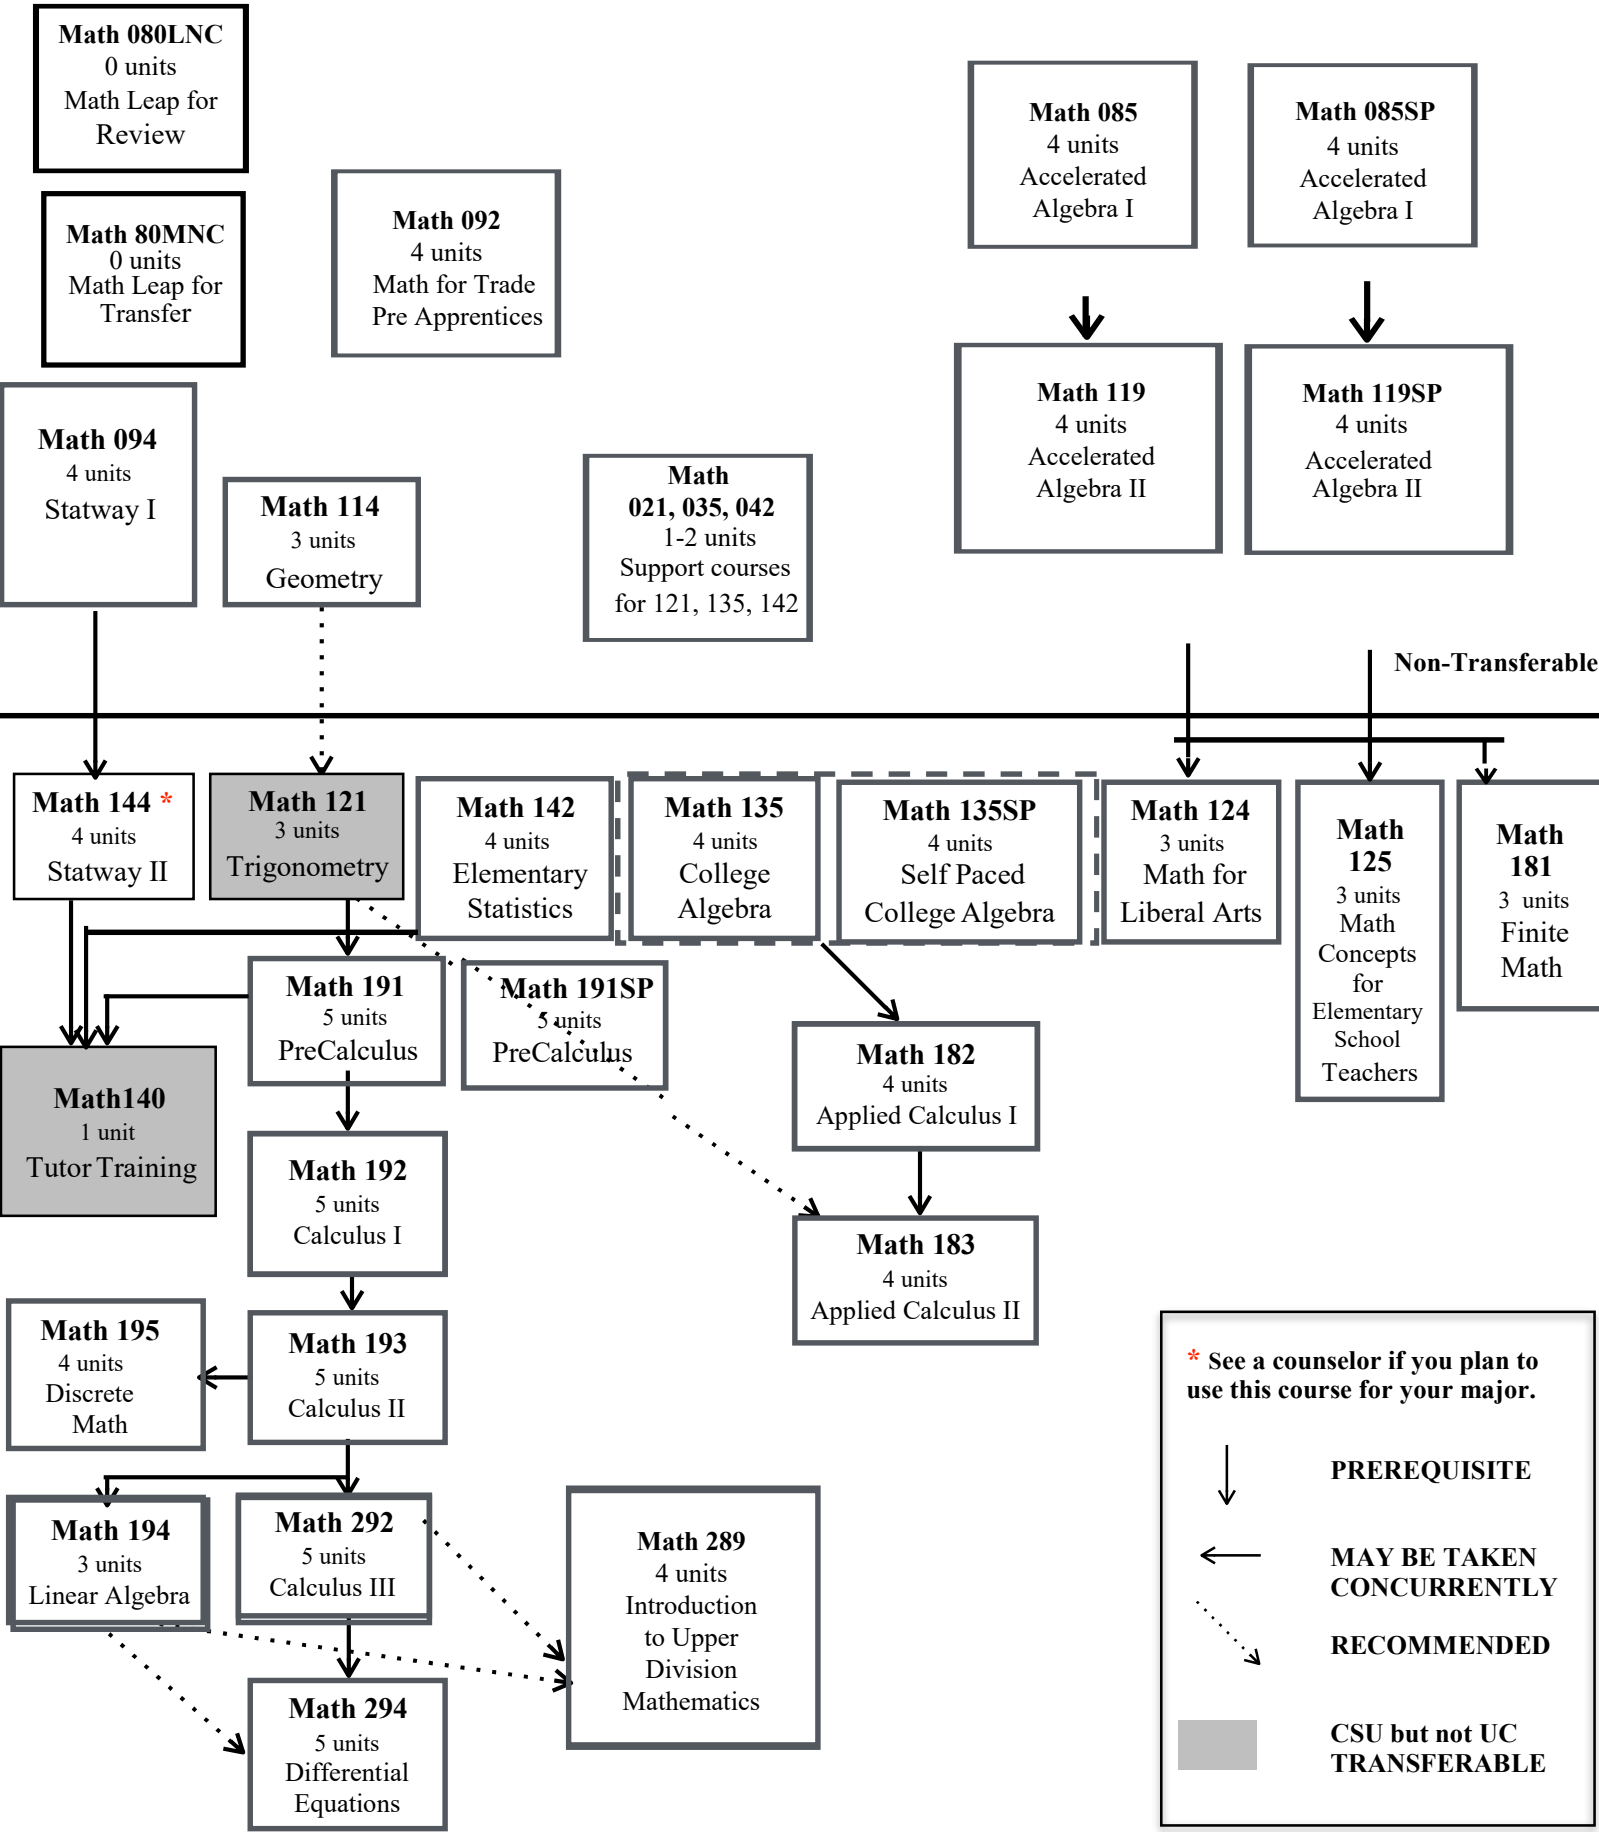 Math 080LNC
0 units
Math Leap for
Review
Math 80MNC
0 units
Math Leap for
Transfer
Math 092
4 units
Math for Trade
Pre Apprentices
Math 085
4 units
Accelerated
Algebra I
Math 085SP
4 units
Accelerated
Algebra I
Math 119
4 units
Accelerated
Algebra II
Math 119SP
4 units
Accelerated
Algebra II
Math 094
4 units
Statway I
Math 114
3 units
Geometry
Math
021, 035, 042
1-2 units
Support courses
for 121, 135, 142
Non-Transferable
Math 144 *
4 units
Statway II
Math 121
3 units
Trigonometry
Math 142
4 units
Elementary
Statistics
Math 135
4 units
College
Algebra
Math 135SP
4 units
Self Paced
College Algebra
Math 124
3 units
Math for
Liberal Arts
Math
125
3 units
Math
Concepts
for
Elementary
School
Teachers
Math
181
3 units
Finite
Math
Math 191
5 units
PreCalculus
Math 191SP
5 units
PreCalculus
Math 182
4 units
Applied Calculus I
Math140
1 unit
Tutor Training
Math 192
5 units
Calculus I
Math 183
4 units
Applied Calculus II
Math 195
4 units
Discrete
Math
Math 193
5 units
Calculus II
Math 194
3 units
Linear Algebra
Math 292
5 units
Calculus III
Math 289
4 units
Introduction
to Upper
Division
Mathematics
Math 294
5 units
Differential
Equations
* See a counselor if you plan to
use this course for your major.
PREREQUISITE
MAY BE TAKEN
CONCURRENTLY
RECOMMENDED
CSU but not UC
TRANSFERABLE